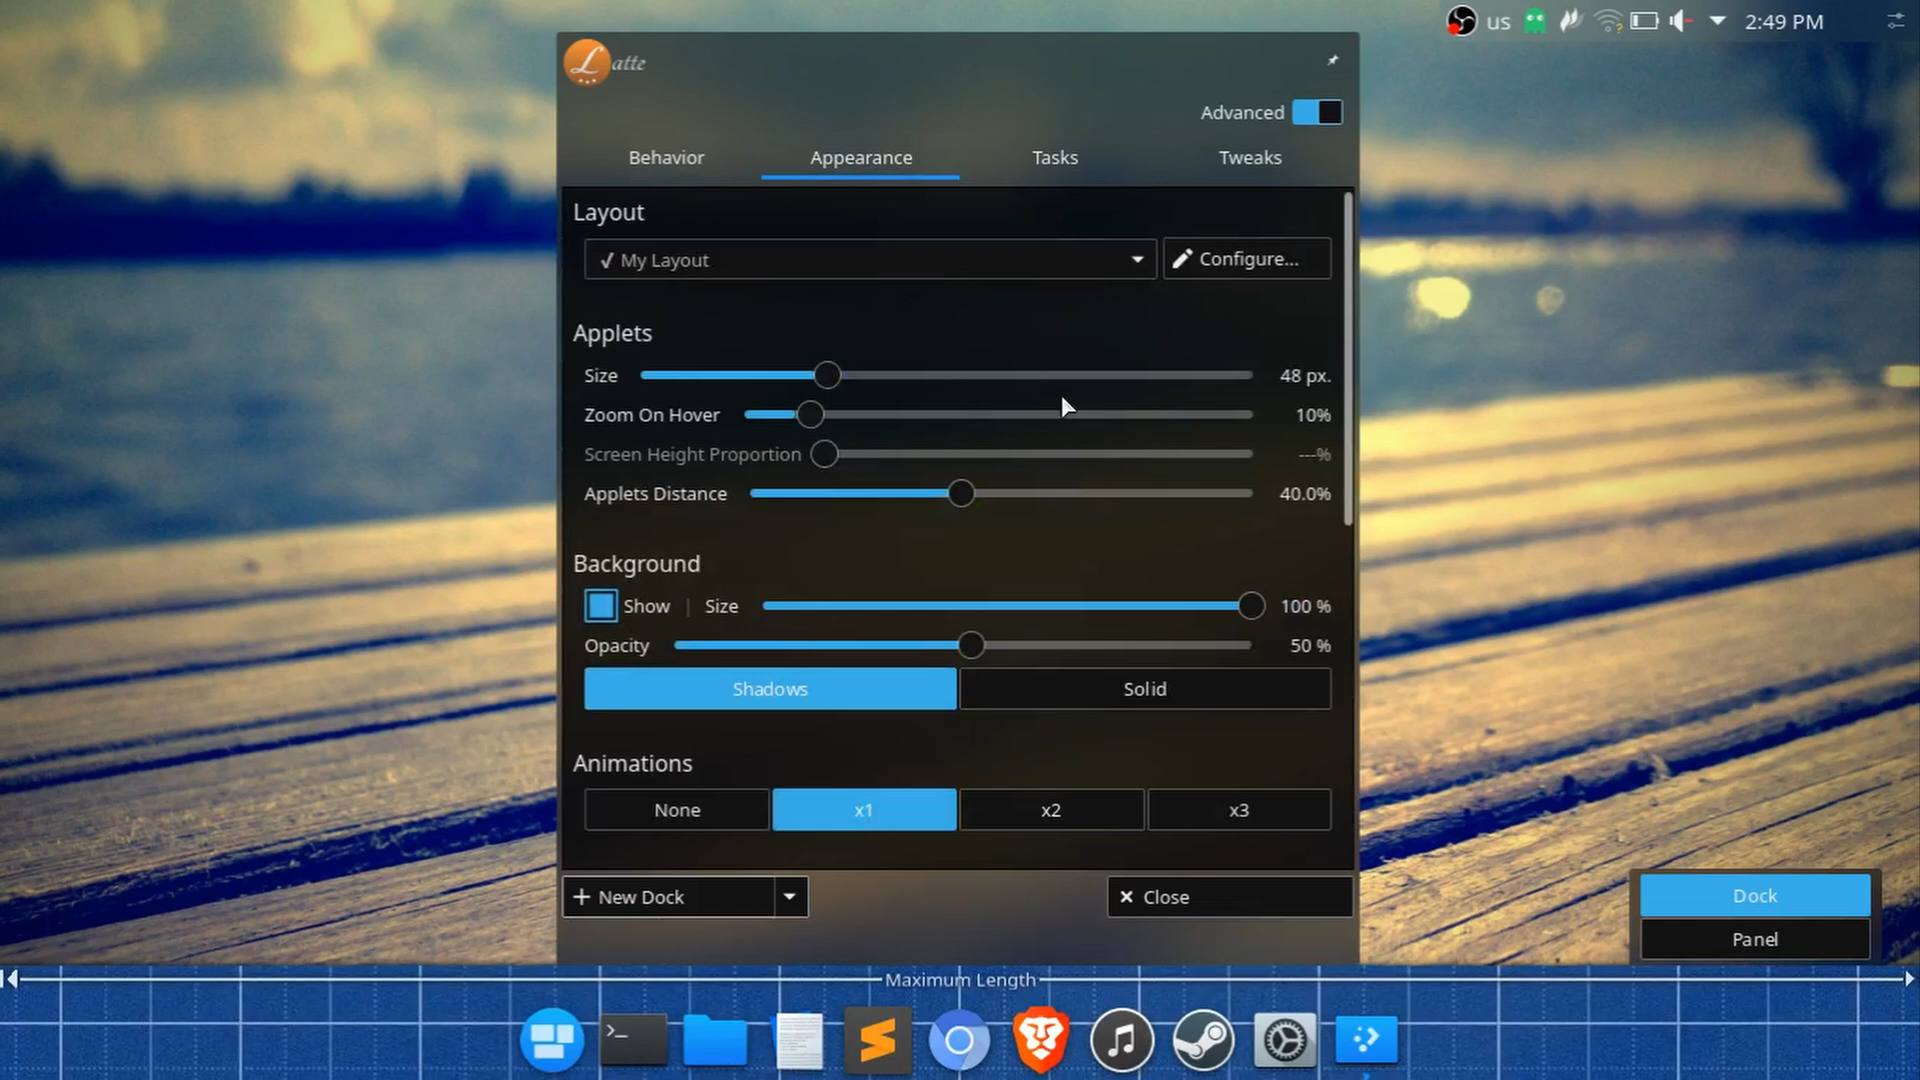 us 2:49 PM
Latte
Advanced
Behavior Appearance Tasks Tweaks
Layout
✓ My Layout Configure...
Applets
Size 48 px.
Zoom On Hover 10%
Screen Height Proportion ---%
Applets Distance 40.0%
Background
Show | Size 100 %
Opacity 50 %
Shadows Solid
Animations
None x1 x2 x3
+ New Dock × Close
Dock
Panel
Maximum Length
>_